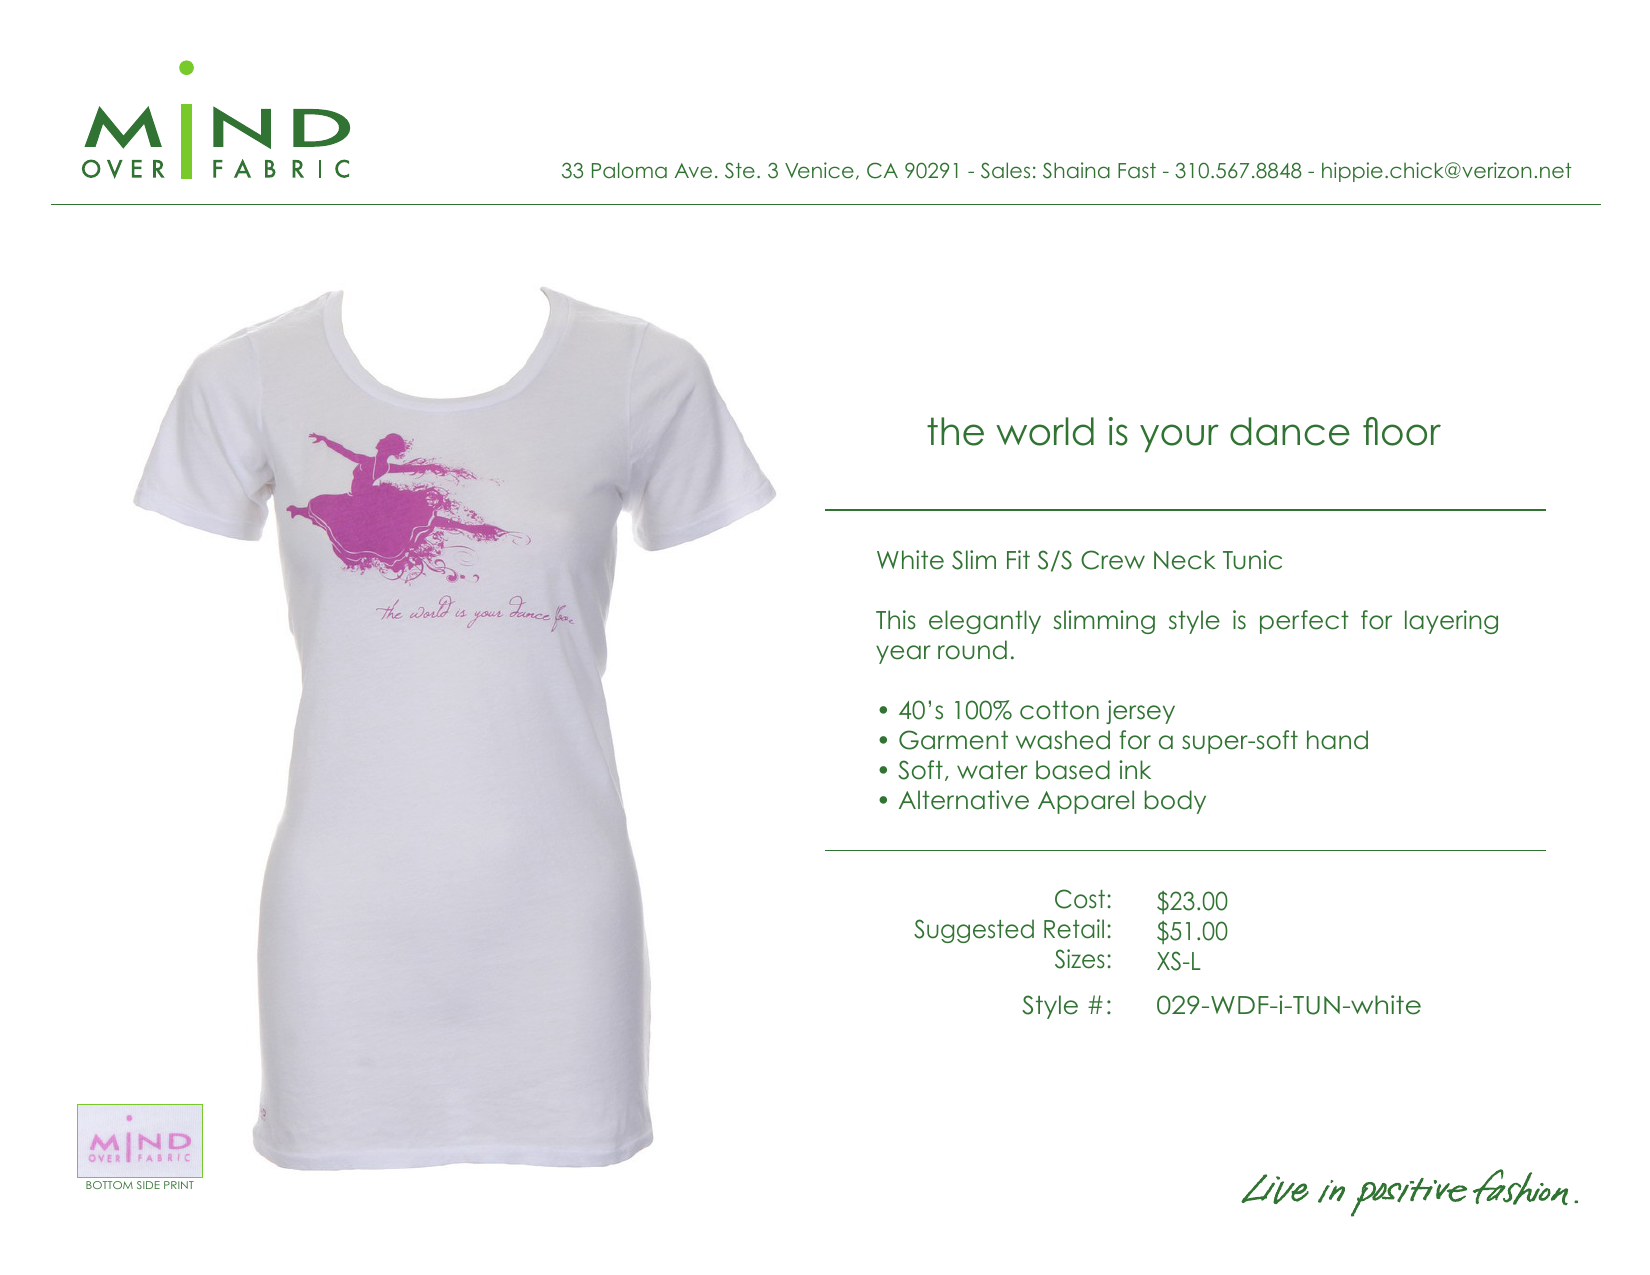 MiND
OVER FABRIC
33 Paloma Ave. Ste. 3 Venice, CA 90291 - Sales: Shaina Fast - 310.567.8848 - hippie.chick@verizon.net
the world is your dance floor
the world is your dance floor
White Slim Fit S/S Crew Neck Tunic
This elegantly slimming style is perfect for layering
year round.
• 40’s 100% cotton jersey
• Garment washed for a super-soft hand
• Soft, water based ink
• Alternative Apparel body
Cost: $23.00
Suggested Retail: $51.00
Sizes: XS-L
Style #: 029-WDF-i-TUN-white
MiND
OVER FABRIC
BOTTOM SIDE PRINT
Live in positive fashion.